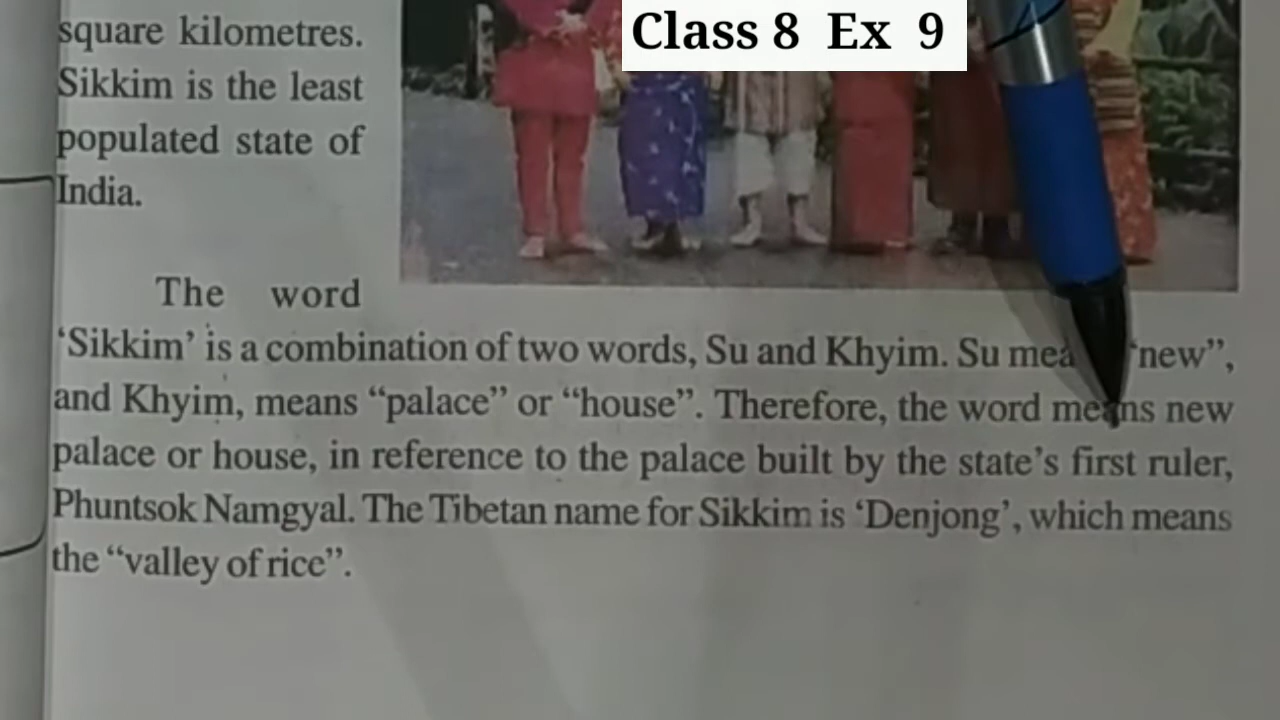 Class 8 Ex 9
square kilometres.
Sikkim is the least
populated state of
India.
The word
‘Sikkim’ is a combination of two words, Su and Khyim. Su new”,
and Khyim, means “palace” or “house”. Therefore, the word means new
palace or house, in reference to the palace built by the state’s first ruler,
Phuntsok Namgyal. The Tibetan name for Sikkim is ‘Denjong’, which means
the “valley of rice”.